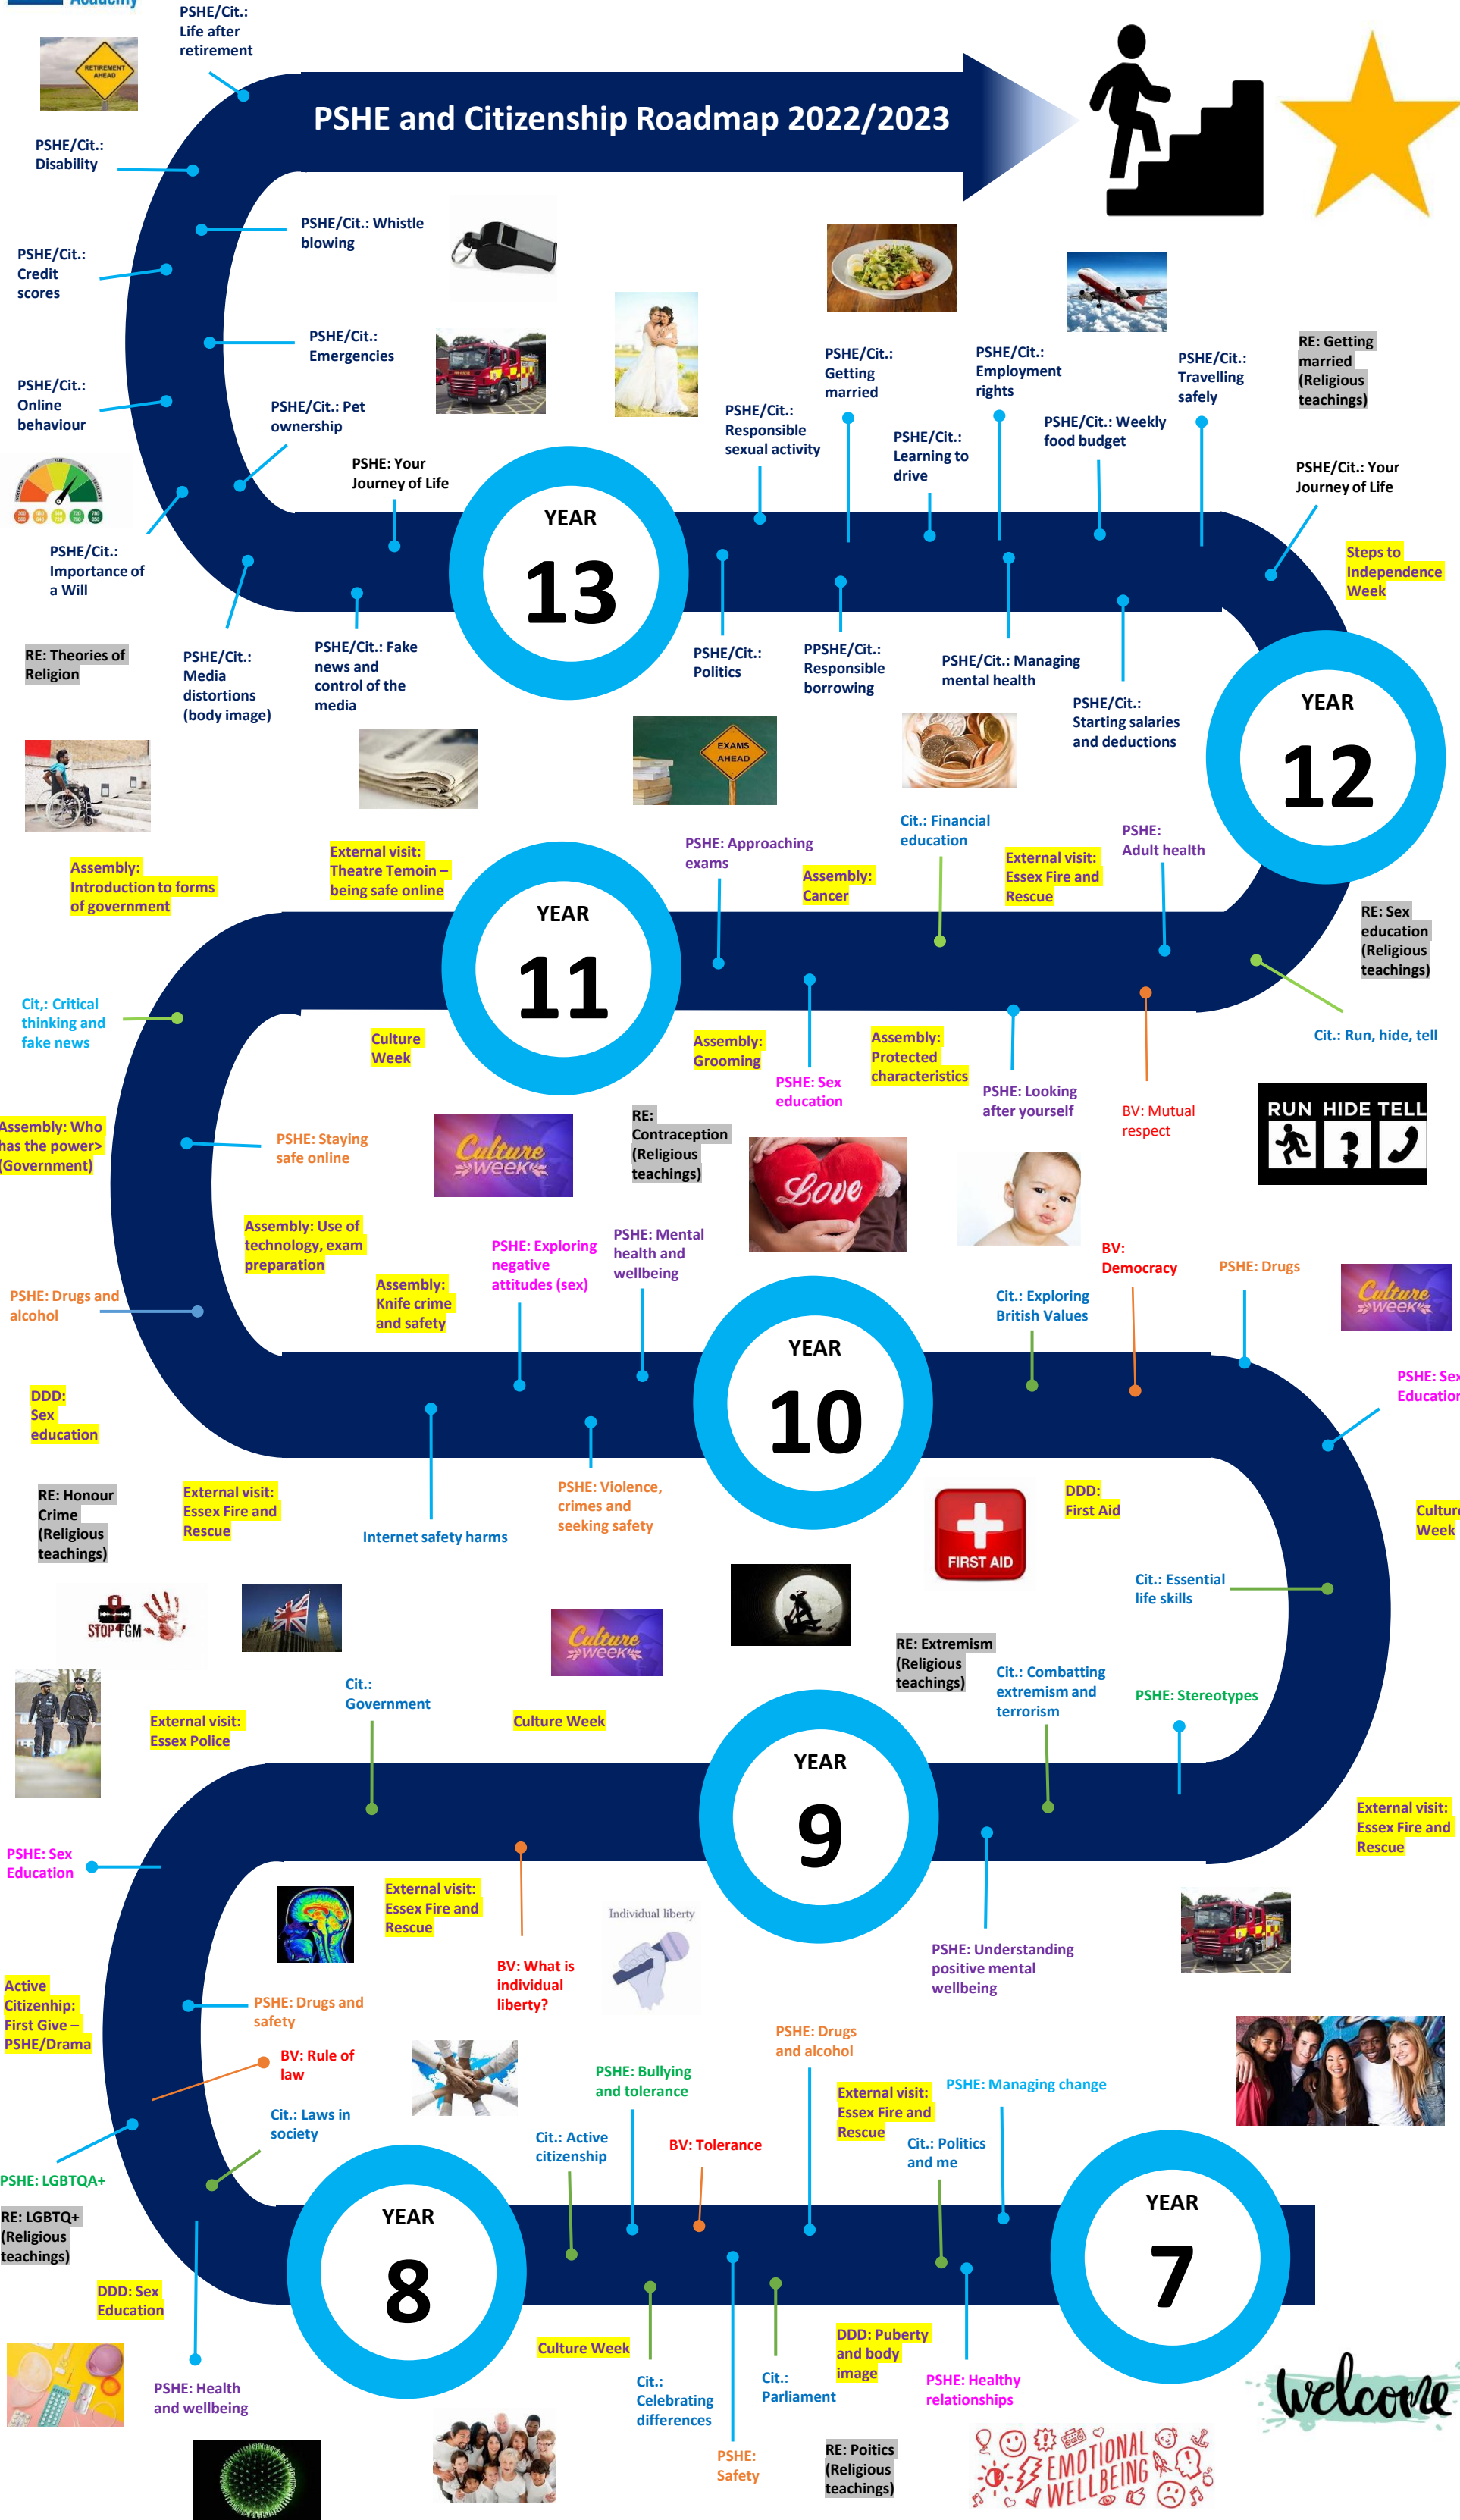 Academy
PSHE/Cit.:
Life after
retirement
RETIREMENT
AHEAD
PSHE and Citizenship Roadmap 2022/2023
PSHE/Cit.:
Disability
PSHE/Cit.: Whistle
blowing
PSHE/Cit.:
Credit
scores
PSHE/Cit.:
Emergencies
PSHE/Cit.:
Online
behaviour
PSHE/Cit.: Pet
ownership
PSHE: Your
Journey of Life
PSHE/Cit.:
Importance of
a Will
PSHE/Cit.:
Responsible
sexual activity
PSHE/Cit.:
Getting
married
PSHE/Cit.:
Learning to
drive
PSHE/Cit.:
Employment
rights
PSHE/Cit.: Weekly
food budget
PSHE/Cit.:
Travelling
safely
RE: Getting
married
(Religious
teachings)
PSHE/Cit.: Your
Journey of Life
Steps to
Independence
Week
YEAR
13
RE: Theories of
Religion
PSHE/Cit.:
Media
distortions
(body image)
PSHE/Cit.: Fake
news and
control of the
media
PSHE/Cit.:
Politics
PPSHE/Cit.:
Responsible
borrowing
PSHE/Cit.: Managing
mental health
PSHE/Cit.:
Starting salaries
and deductions
YEAR
12
EXAMS
AHEAD
Assembly:
Introduction to forms
of government
External visit:
Theatre Temoin –
being safe online
YEAR
11
PSHE: Approaching
exams
Assembly:
Cancer
Cit.: Financial
education
External visit:
Essex Fire and
Rescue
PSHE:
Adult health
RE: Sex
education
(Religious
teachings)
Cit,: Critical
thinking and
fake news
Culture
Week
Assembly:
Grooming
PSHE: Sex
education
Assembly:
Protected
characteristics
PSHE: Looking
after yourself
BV: Mutual
respect
Cit.: Run, hide, tell
RUN HIDE TELL
Assembly: Who
has the power>
(Government)
PSHE: Staying
safe online
Culture
WEEK
RE:
Contraception
(Religious
teachings)
Love
Assembly: Use of
technology, exam
preparation
PSHE: Drugs and
alcohol
Assembly:
Knife crime
and safety
PSHE: Exploring
negative
attitudes (sex)
PSHE: Mental
health and
wellbeing
YEAR
10
Cit.: Exploring
British Values
BV:
Democracy
PSHE: Drugs
Culture
WEEK
PSHE: Sex
Education
DDD:
Sex
education
RE: Honour
Crime
(Religious
teachings)
External visit:
Essex Fire and
Rescue
Internet safety harms
PSHE: Violence,
crimes and
seeking safety
FIRST AID
DDD:
First Aid
Culture
Week
Cit.: Essential
life skills
STOP FGM
Culture
WEEK
RE: Extremism
(Religious
teachings)
Cit.: Combatting
extremism and
terrorism
PSHE: Stereotypes
External visit:
Essex Police
Cit.:
Government
Culture Week
YEAR
9
External visit:
Essex Fire and
Rescue
PSHE: Sex
Education
External visit:
Essex Fire and
Rescue
BV: What is
individual
liberty?
Individual liberty
PSHE: Understanding
positive mental
wellbeing
Active
Citizenhip:
First Give –
PSHE/Drama
PSHE: Drugs and
safety
BV: Rule of
law
Cit.: Laws in
society
PSHE: LGBTQA+
RE: LGBTQ+
(Religious
teachings)
DDD: Sex
Education
PSHE: Health
and wellbeing
YEAR
8
Cit.: Active
citizenship
PSHE: Bullying
and tolerance
BV: Tolerance
PSHE: Drugs
and alcohol
External visit:
Essex Fire and
Rescue
Cit.: Politics
and me
PSHE: Managing change
YEAR
7
Culture Week
Cit.:
Celebrating
differences
PSHE:
Safety
Cit.:
Parliament
DDD: Puberty
and body
image
PSHE: Healthy
relationships
RE: Poitics
(Religious
teachings)
EMOTIONAL
WELLBEING
welcome